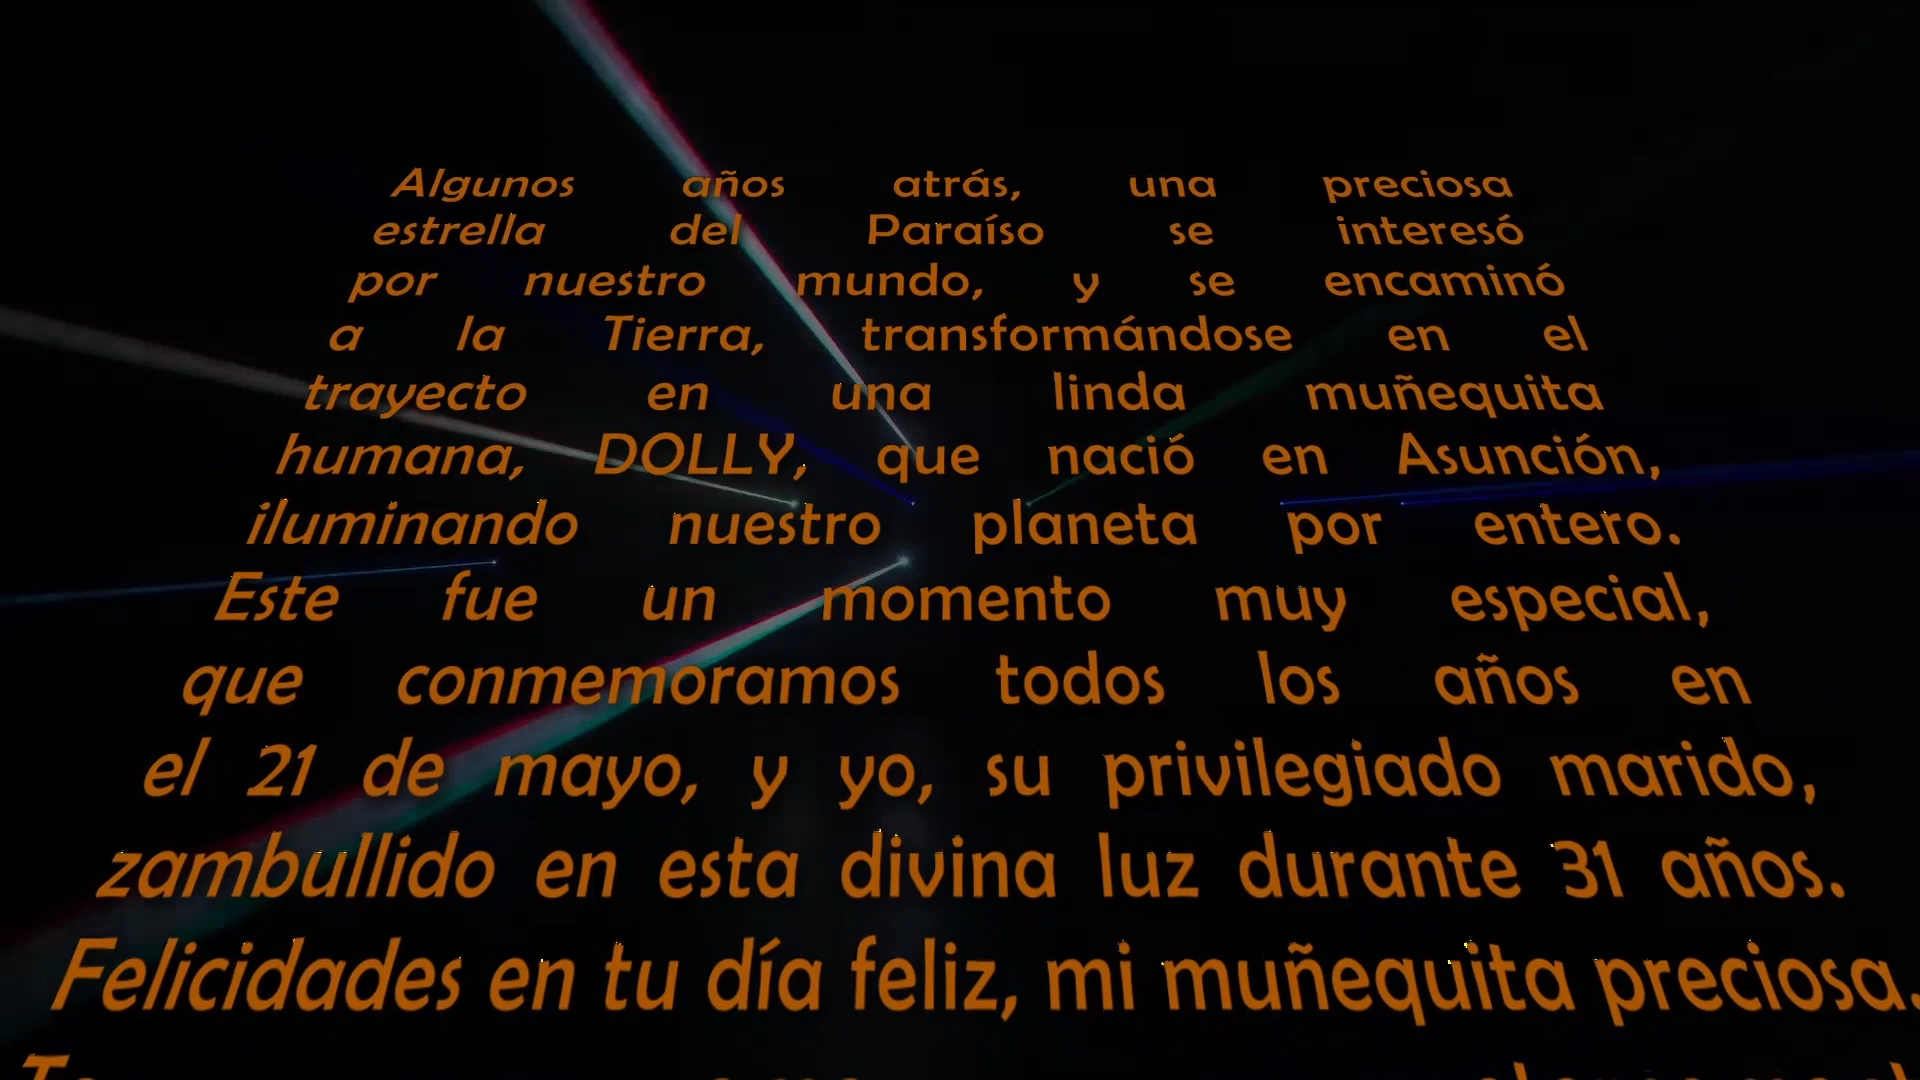 Algunos años atrás, una preciosa
estrella del Paraíso se interesó
por nuestro mundo, y se encaminó
a la Tierra, transformándose en el
trayecto en una linda muñequita
humana, DOLLY, que nació en Asunción,
iluminando nuestro planeta por entero.
Este fue un momento muy especial,
que conmemoramos todos los años en
el 21 de mayo, y yo, su privilegiado marido,
zambullido en esta divina luz durante 31 años.
Felicidades en tu día feliz, mi muñequita preciosa.